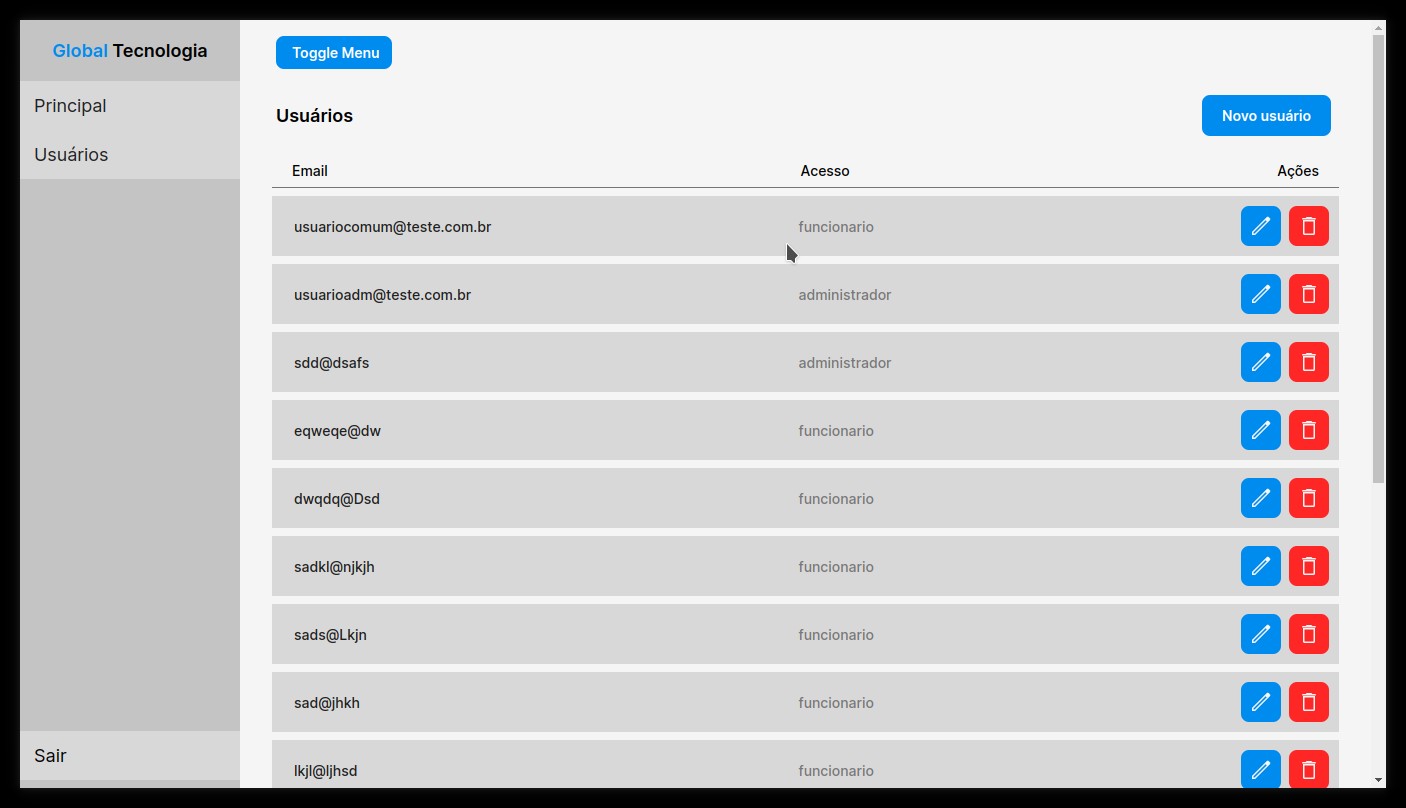 Global Tecnologia
Toggle Menu
Principal
Usuários
Usuários
Novo usuário
Email Acesso Ações
usuariocomum@teste.com.br funcionario
usuarioadm@teste.com.br administrador
sdd@dsafs administrador
eqweqe@dw funcionario
dwqdq@Dsd funcionario
sadkl@njkjh funcionario
sads@Lkjn funcionario
sad@jhkh funcionario
lkjl@ljhsd funcionario
Sair